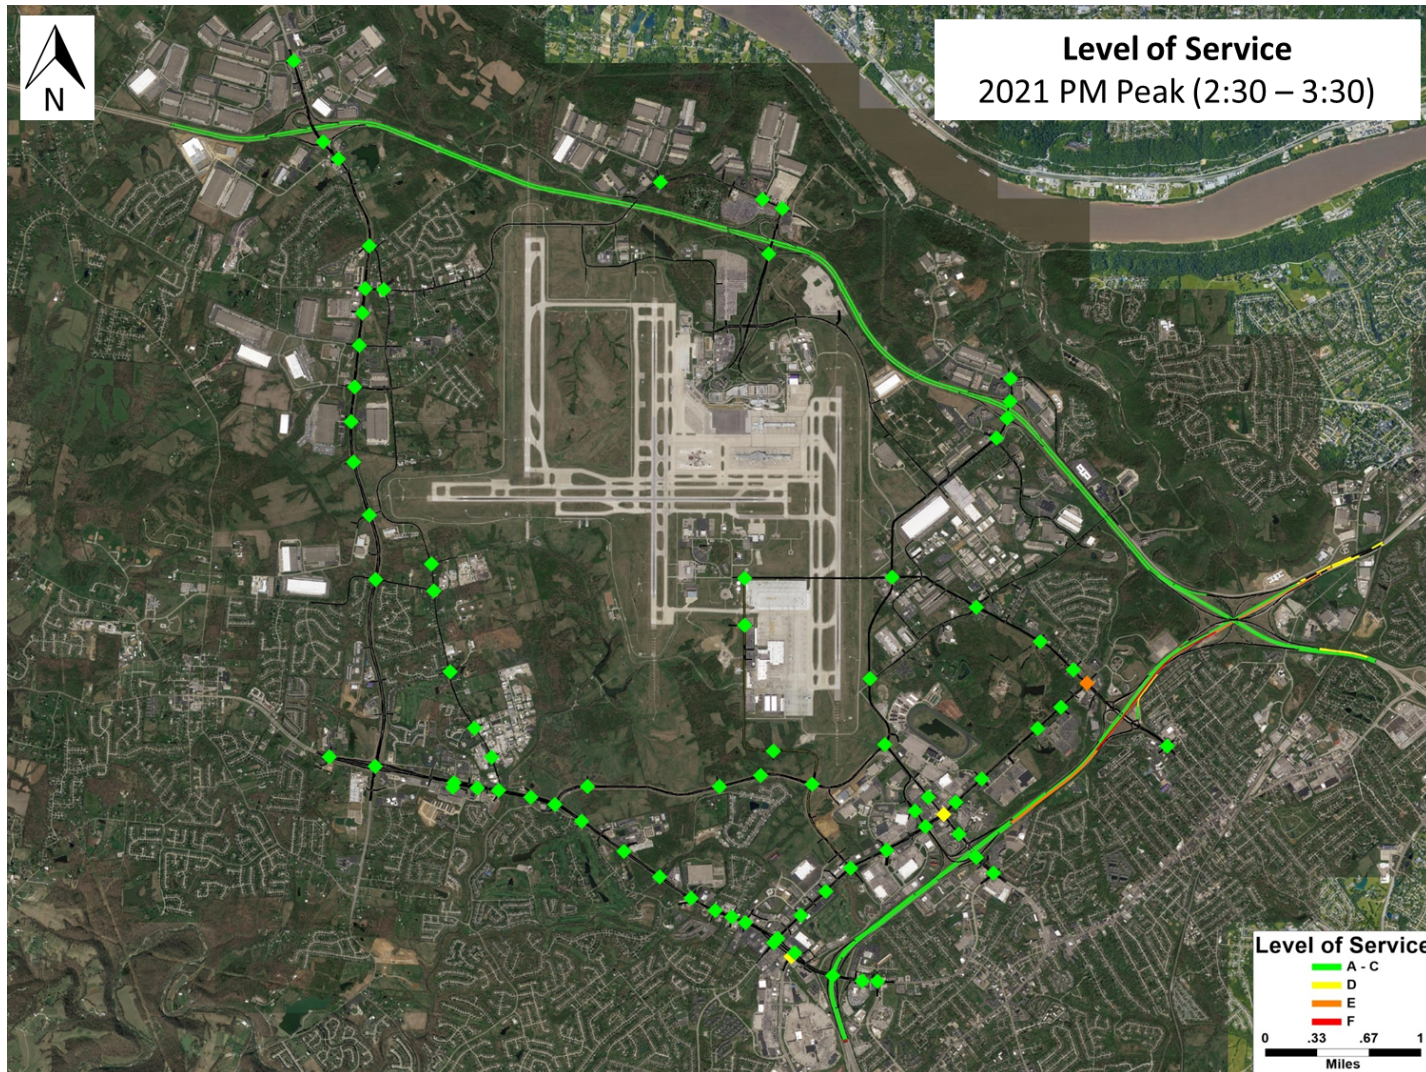 Level of Service
2021 PM Peak (2:30 – 3:30)
N
Level of Service
A - C
D
E
F
0 .33 .67 1
Miles